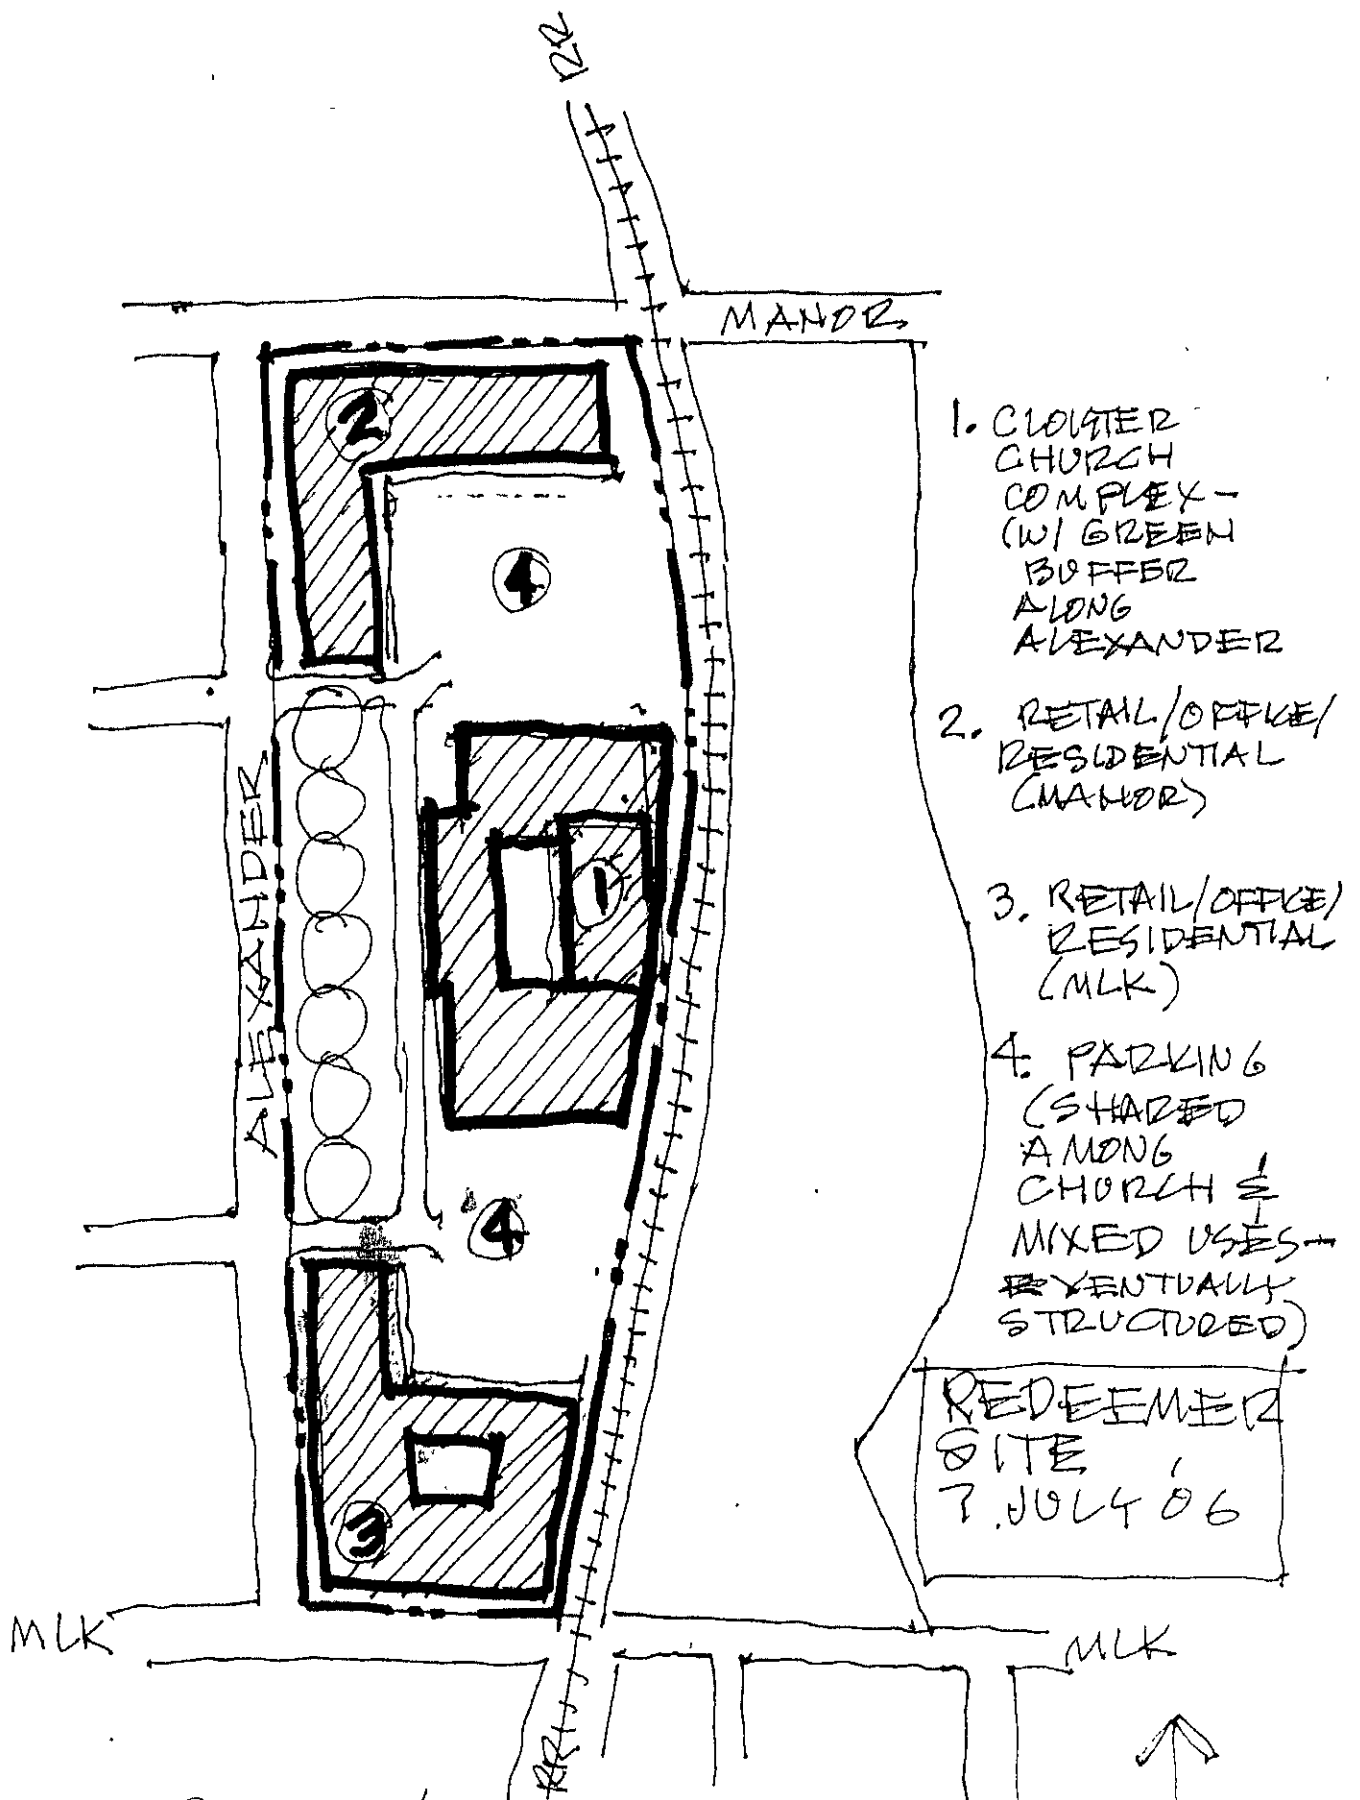 RR
MANOR
2
4
1
ALEXANDER
4
3
MLK
MLK
RR
1. CLOISTER
CHURCH
COMPLEX -
(W/ GREEN
BUFFER
ALONG
ALEXANDER
2. RETAIL/OFFICE/
RESIDENTIAL
(MANOR)
3. RETAIL/OFFICE/
RESIDENTIAL
(MLK)
4. PARKING
(SHARED
AMONG
CHURCH &
MIXED USES -
EVENTUALLY
STRUCTURED)
REDEEMER
SITE
7 JULY '06